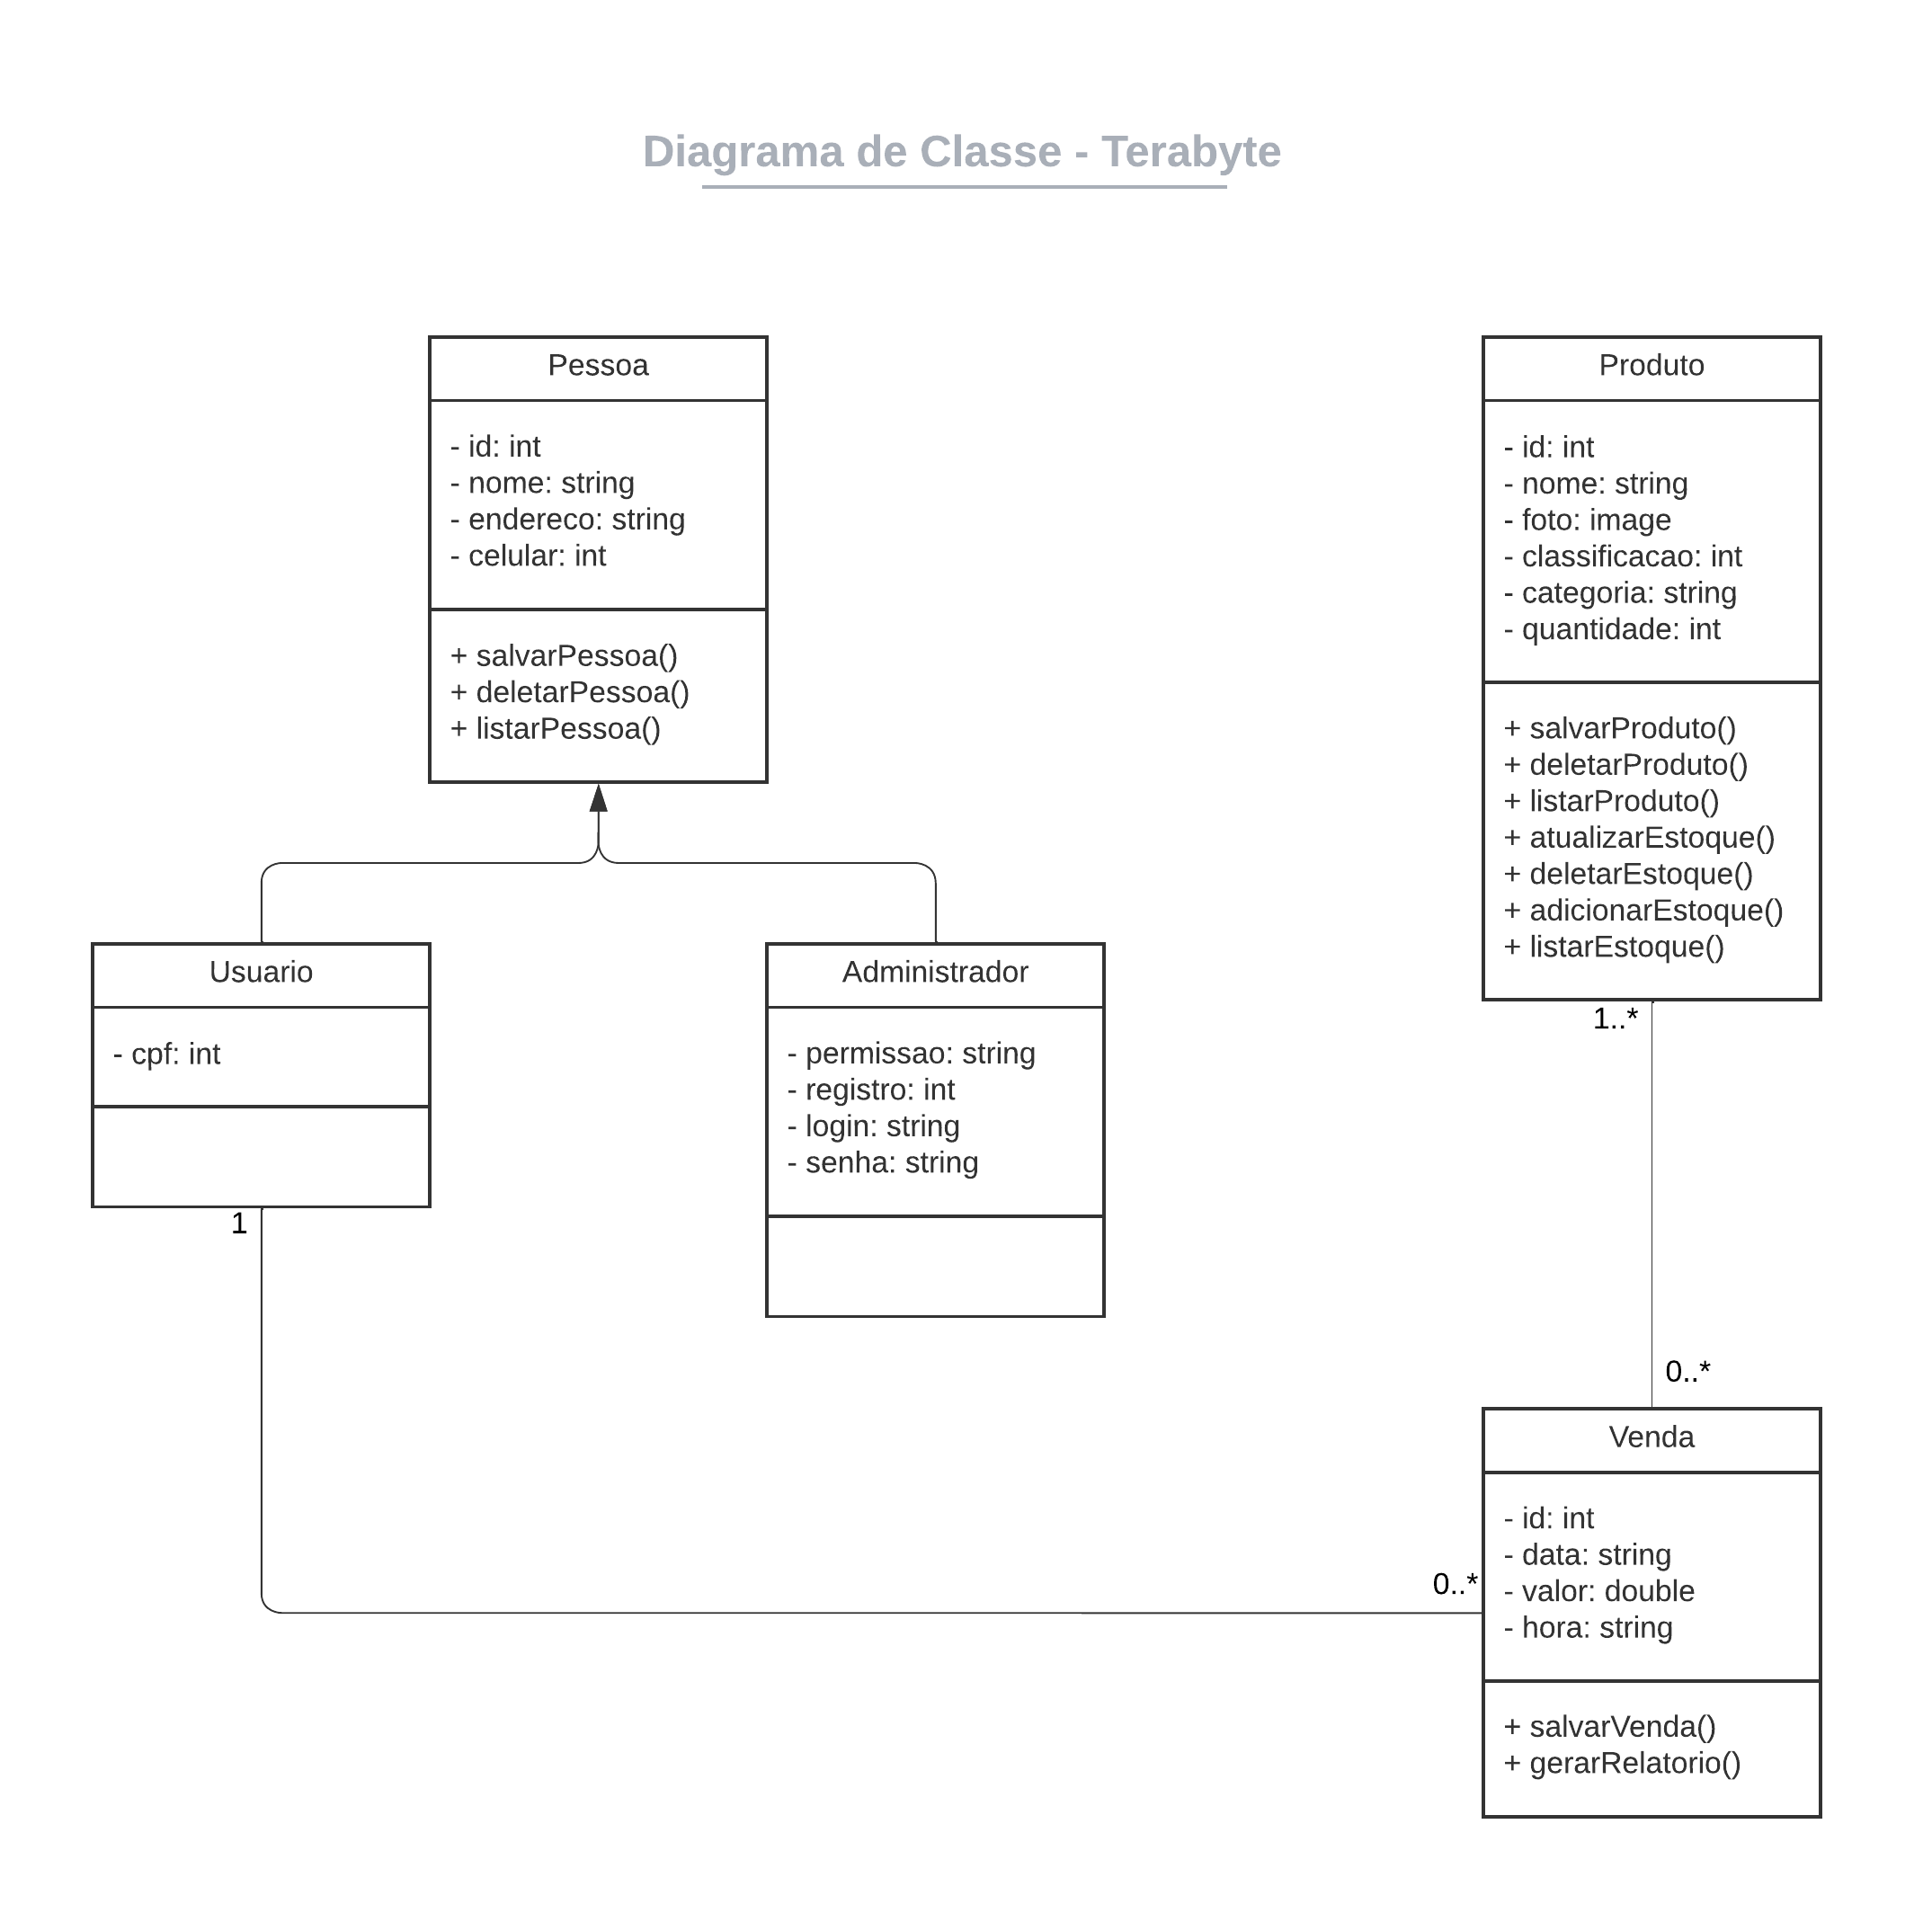 Diagrama de Classe - Terabyte
Pessoa
- id: int
- nome: string
- endereco: string
- celular: int
+ salvarPessoa()
+ deletarPessoa()
+ listarPessoa()
Produto
- id: int
- nome: string
- foto: image
- classificacao: int
- categoria: string
- quantidade: int
+ salvarProduto()
+ deletarProduto()
+ listarProduto()
+ atualizarEstoque()
+ deletarEstoque()
+ adicionarEstoque()
+ listarEstoque()
1..*
Usuario
- cpf: int
1
Administrador
- permissao: string
- registro: int
- login: string
- senha: string
0..*
Venda
- id: int
- data: string
- valor: double
- hora: string
+ salvarVenda()
+ gerarRelatorio()
0..*